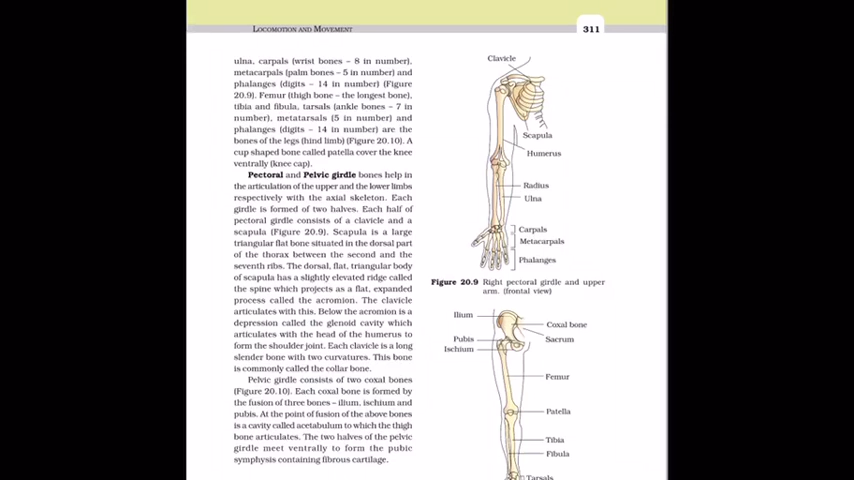 LOCOMOTION AND MOVEMENT
311
ulna, carpals (wrist bones – 8 in number),
metacarpals (palm bones – 5 in number) and
phalanges (digits – 14 in number) (Figure
20.9). Femur (thigh bone – the longest bone),
tibia and fibula, tarsals (ankle bones – 7 in
number), metatarsals (5 in number) and
phalanges (digits – 14 in number) are the
bones of the legs (hind limb) (Figure 20.10). A
cup shaped bone called patella cover the knee
ventrally (knee cap).
Pectoral and Pelvic girdle bones help in
the articulation of the upper and the lower limbs
respectively with the axial skeleton. Each
girdle is formed of two halves. Each half of
pectoral girdle consists of a clavicle and a
scapula (Figure 20.9). Scapula is a large
triangular flat bone situated in the dorsal part
of the thorax between the second and the
seventh ribs. The dorsal, flat, triangular body
of scapula has a slightly elevated ridge called
the spine which projects as a flat, expanded
process called the acromion. The clavicle
articulates with this. Below the acromion is a
depression called the glenoid cavity which
articulates with the head of the humerus to
form the shoulder joint. Each clavicle is a long
slender bone with two curvatures. This bone
is commonly called the collar bone.
Pelvic girdle consists of two coxal bones
(Figure 20.10). Each coxal bone is formed by
the fusion of three bones – ilium, ischium and
pubis. At the point of fusion of the above bones
is a cavity called acetabulum to which the thigh
bone articulates. The two halves of the pelvic
girdle meet ventrally to form the pubic
symphysis containing fibrous cartilage.
Clavicle
Scapula
Humerus
Radius
Ulna
Carpals
Metacarpals
Phalanges
Figure 20.9 Right pectoral girdle and upper
arm. (frontal view)
Ilium
Coxal bone
Pubis
Sacrum
Ischium
Femur
Patella
Tibia
Fibula
Tarsals